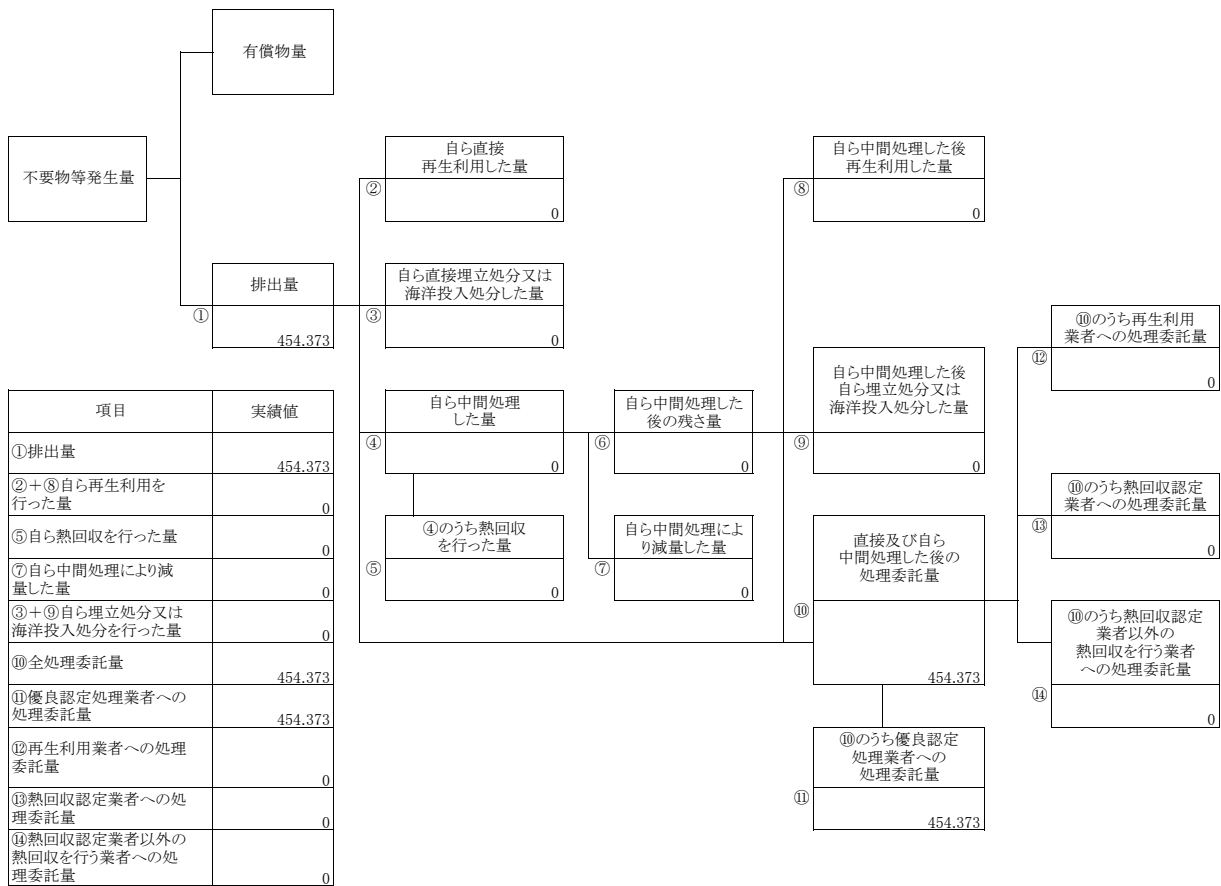 有償物量
不要物等発生量
自ら直接
再生利用した量
②
0
自ら中間処理した後
再生利用した量
⑧
0
排出量
①
454.373
自ら直接埋立処分又は
海洋投入処分した量
③
0
⑩のうち再生利用
業者への処理委託量
⑫
0
自ら中間処理した後
自ら埋立処分又は
海洋投入処分した量
⑨
0
自ら中間処理
した量
④
0
自ら中間処理した
後の残さ量
⑥
0
⑩のうち熱回収認定
業者への処理委託量
⑬
0
④のうち熱回収
を行った量
⑤
0
自ら中間処理によ
り減量した量
⑦
0
直接及び自ら
中間処理した後の
処理委託量
⑩
454.373
⑩のうち熱回収認定
業者以外の
熱回収を行う業者
への処理委託量
⑭
0
⑩のうち優良認定
処理業者への
処理委託量
⑪
454.373
項目 実績値
①排出量
454.373
②+⑧自ら再生利用を
行った量 0
⑤自ら熱回収を行った量
0
⑦自ら中間処理により減
量した量 0
③+⑨自ら埋立処分又は
海洋投入処分を行った量 0
⑩全処理委託量
454.373
⑪優良認定処理業者への
処理委託量 454.373
⑫再生利用業者への処理
委託量 0
⑬熱回収認定業者への処
理委託量 0
⑭熱回収認定業者以外の
熱回収を行う業者への処
理委託量 0